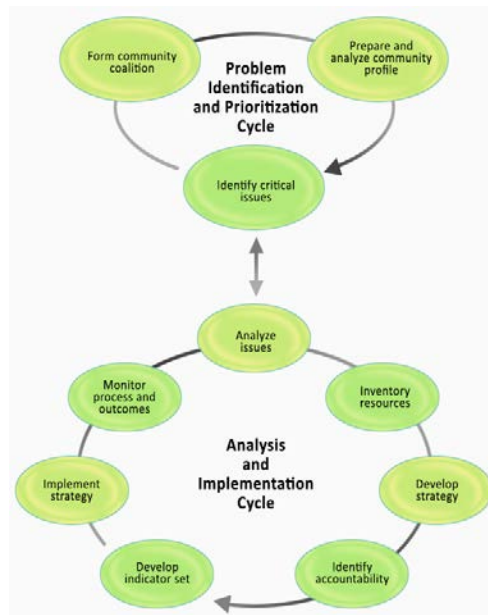 Form community
coalition
Prepare and
analyze community
profile
Problem
Identification
and Prioritization
Cycle
Identify critical
issues
Analyze
issues
Monitor
process and
outcomes
Inventory
resources
Analysis
and
Implementation
Cycle
Implement
strategy
Develop
strategy
Develop
indicator set
Identify
accountability